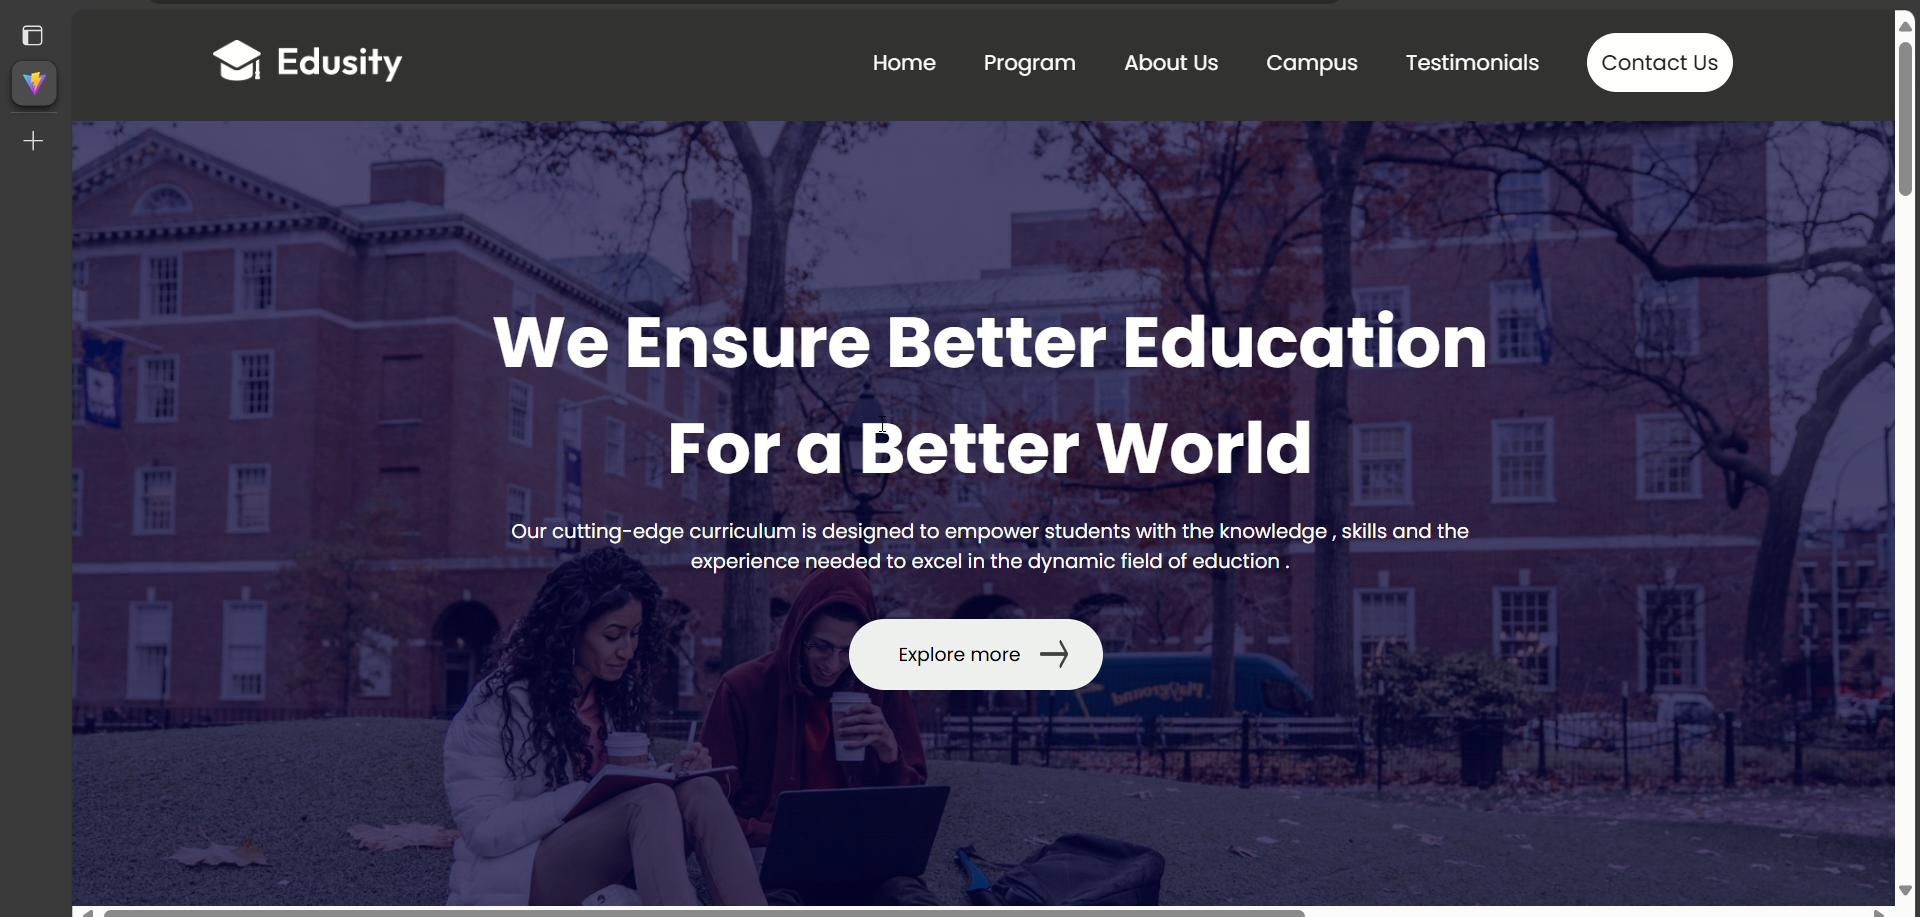 Edusity
Home Program About Us Campus Testimonials Contact Us
We Ensure Better Education
For a Better World
Our cutting-edge curriculum is designed to empower students with the knowledge , skills and the
experience needed to excel in the dynamic field of eduction .
Explore more